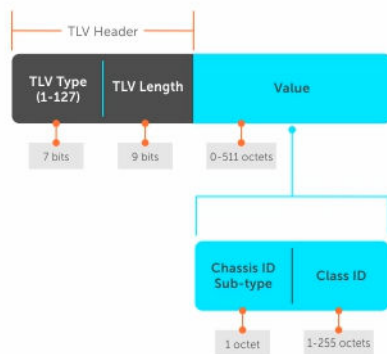 TLV Header
TLV Type
(1-127)
TLV Length
Value
7 bits
9 bits
0-511 octets
Chassis ID
Sub-type
Class ID
1 octet
1-255 octets